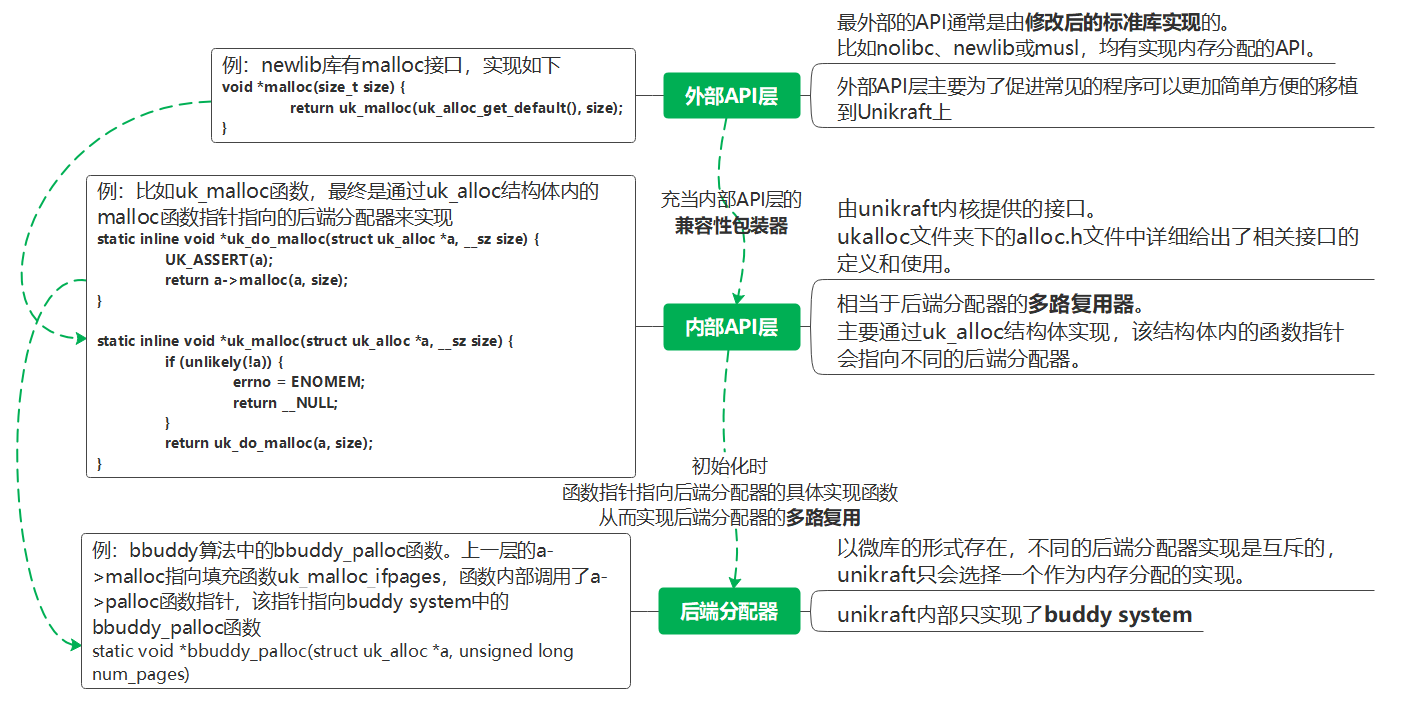 最外部的API通常是由修改后的标准库实现的。
比如nolibc、newlib或musl，均有实现内存分配的API。
例：newlib库有malloc接口，实现如下
void *malloc(size_t size) {
return uk_malloc(uk_alloc_get_default(), size);
}
外部API层
外部API层主要为了促进常见的程序可以更加简单方便的移植
到Unikraft上
充当内部API层的
兼容性包装器
例：比如uk_malloc函数，最终是通过uk_alloc结构体内的
malloc函数指针指向的后端分配器来实现
static inline void *uk_do_malloc(struct uk_alloc *a, __sz size) {
UK_ASSERT(a);
return a->malloc(a, size);
}
static inline void *uk_malloc(struct uk_alloc *a, __sz size) {
if (unlikely(!a)) {
errno = ENOMEM;
return __NULL;
}
return uk_do_malloc(a, size);
}
内部API层
由unikraft内核提供的接口。
ukalloc文件夹下的alloc.h文件中详细给出了相关接口的
定义和使用。
相当于后端分配器的多路复用器。
主要通过uk_alloc结构体实现，该结构体内的函数指针
会指向不同的后端分配器。
初始化时
函数指针指向后端分配器的具体实现函数
从而实现后端分配器的多路复用
例：bbuddy算法中的bbuddy_palloc函数。上一层的a-
>malloc指向填充函数uk_malloc_ifpages，函数内部调用了a-
>palloc函数指针，该指针指向buddy system中的
bbuddy_palloc函数
static void *bbuddy_palloc(struct uk_alloc *a, unsigned long
num_pages)
后端分配器
以微库的形式存在，不同的后端分配器实现是互斥的，
unikraft只会选择一个作为内存分配的实现。
unikraft内部只实现了buddy system